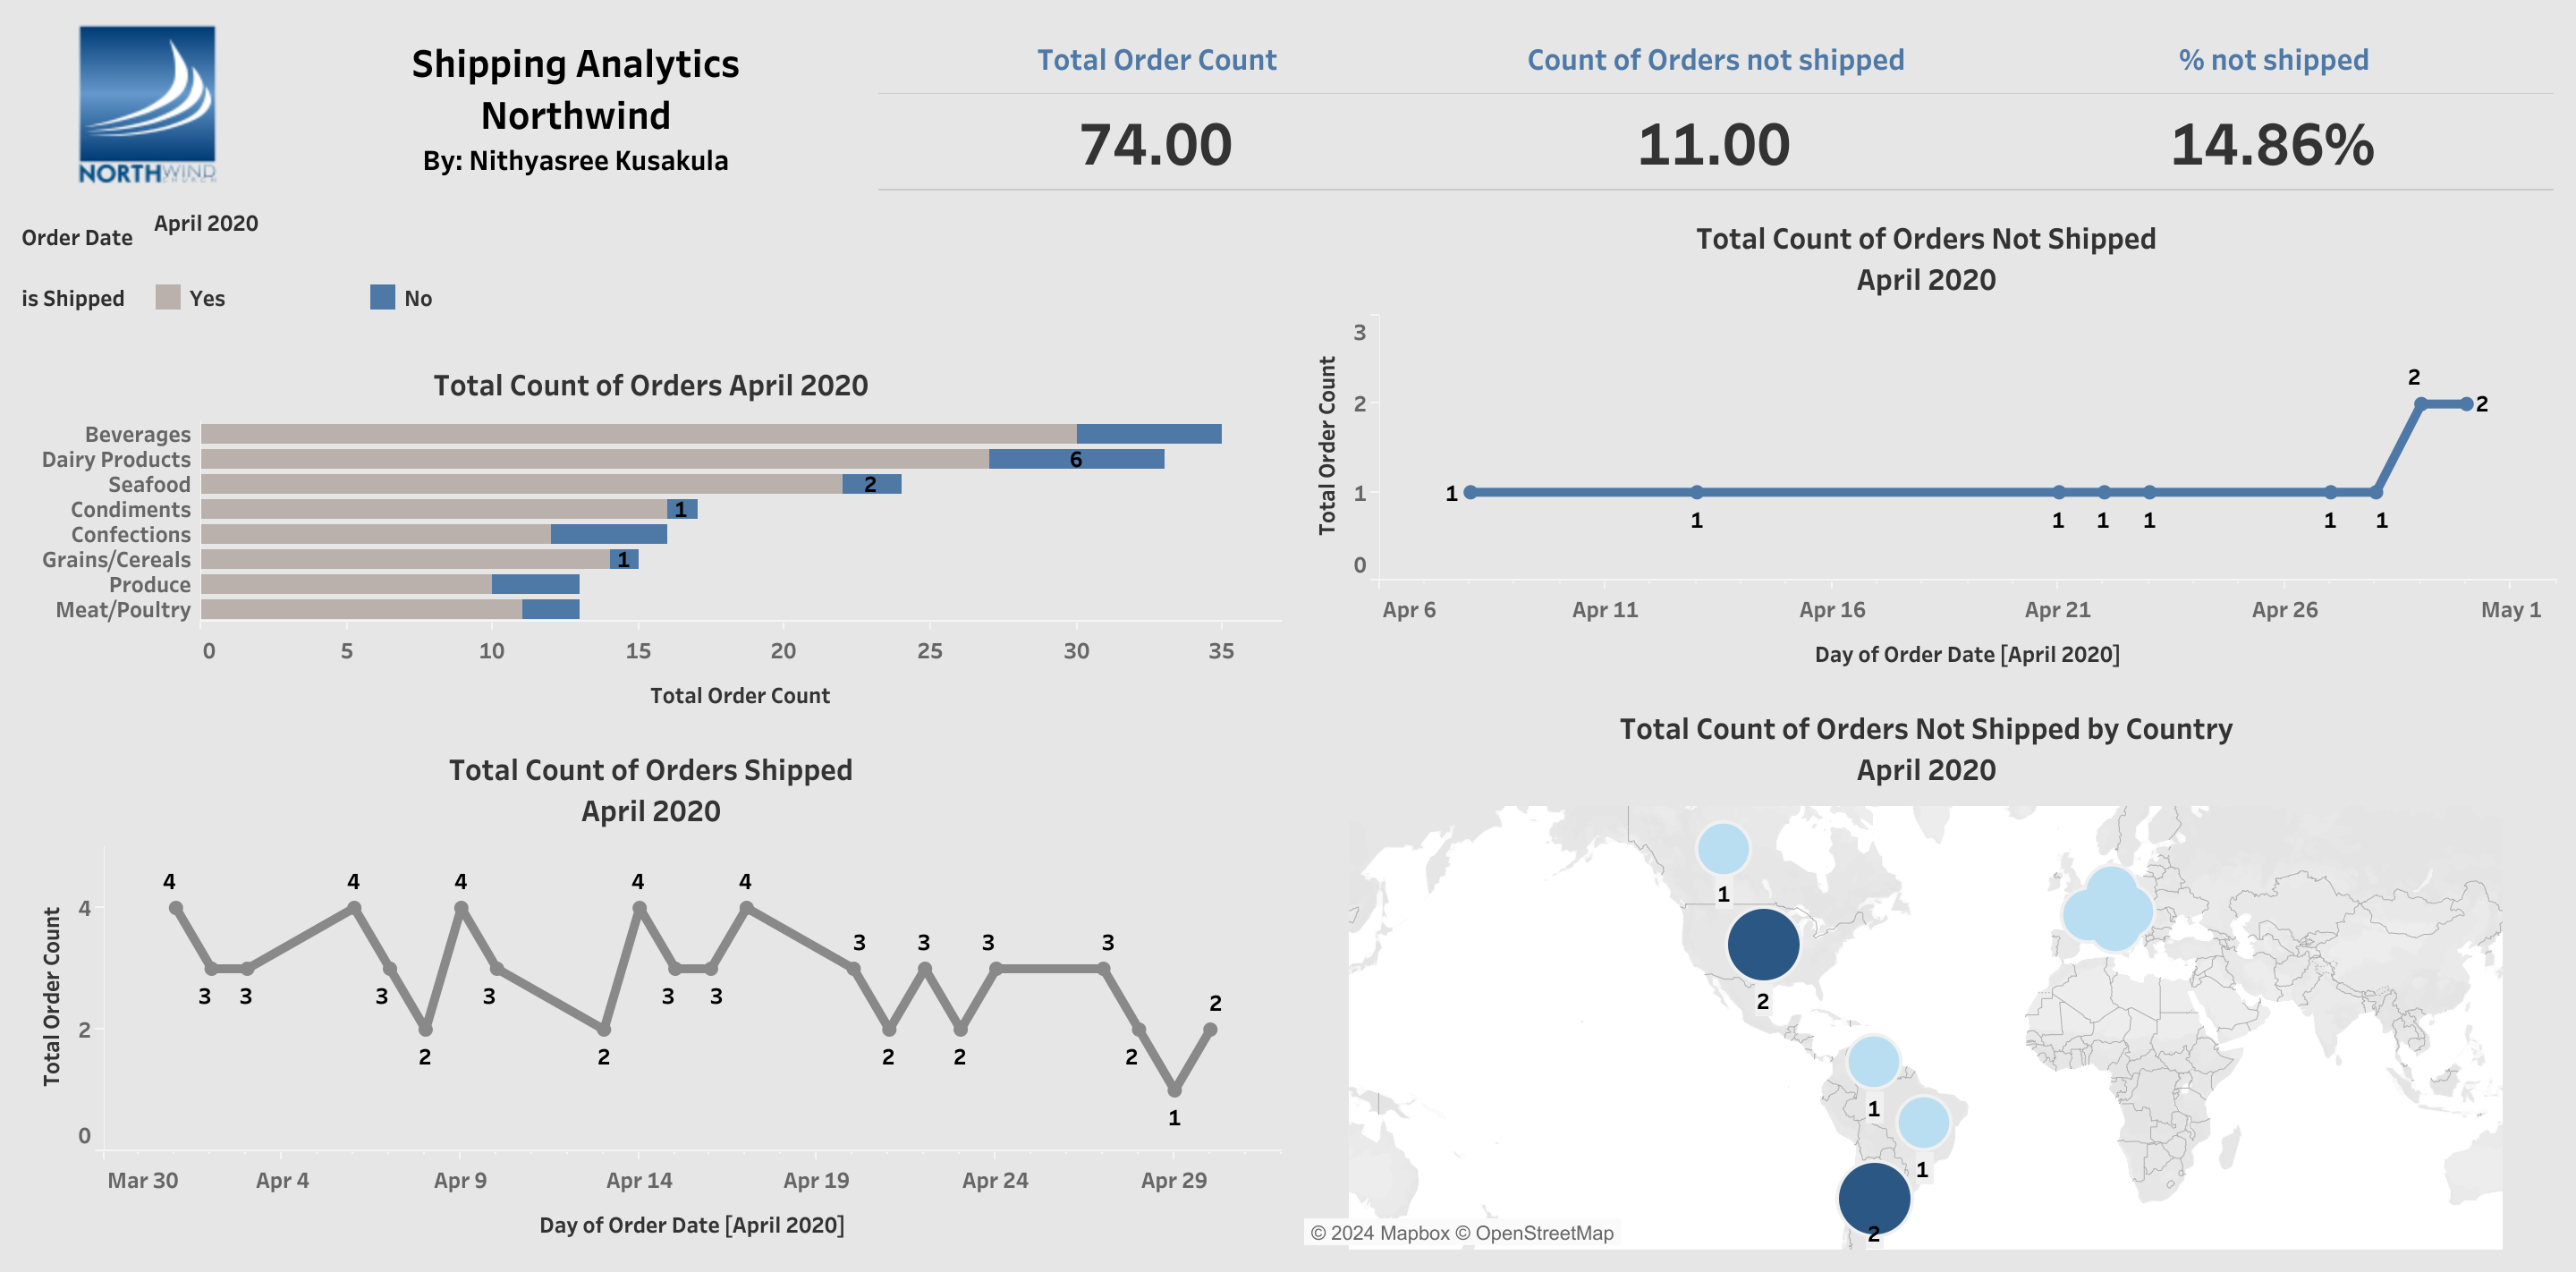 NORTHWIND
CHURCH
Shipping Analytics
Northwind
By: Nithyasree Kusakula
Total Order Count
Count of Orders not shipped
% not shipped
74.00
11.00
14.86%
Order Date
April 2020
is Shipped
Yes
No
Total Count of Orders April 2020
Beverages
Dairy Products
6
Seafood
2
Condiments
1
Confections
Grains/Cereals
1
Produce
Meat/Poultry
0 5 10 15 20 25 30 35
Total Order Count
Total Count of Orders Not Shipped
April 2020
Total Order Count
3
2
1
0
1 1 1 1 1 1 1 2 2
Apr 6 Apr 11 Apr 16 Apr 21 Apr 26 May 1
Day of Order Date [April 2020]
Total Count of Orders Shipped
April 2020
Total Order Count
4
2
0
4 3 3 4 3 2 4 3 2 4 3 3 4 3 2 3 2 3 3 2 1 2
Mar 30 Apr 4 Apr 9 Apr 14 Apr 19 Apr 24 Apr 29
Day of Order Date [April 2020]
Total Count of Orders Not Shipped by Country
April 2020
1
2
1
1
2
© 2024 Mapbox © OpenStreetMap